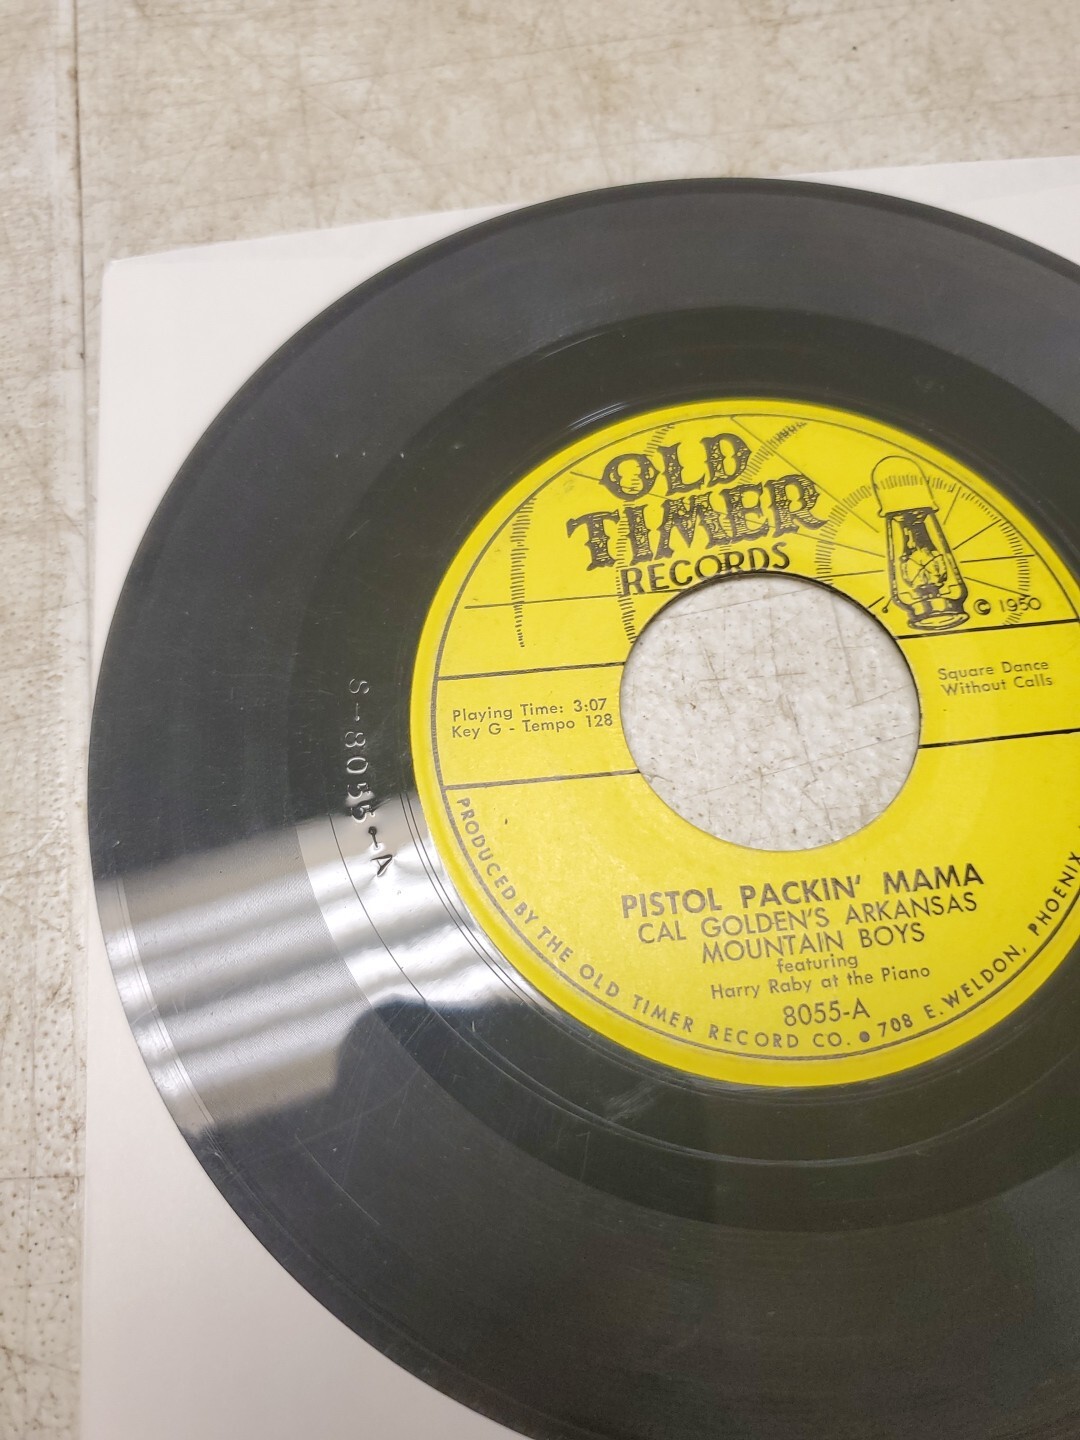 OLD
TIMER
RECORDS
© 1950
Square Dance
Without Calls
Playing Time: 3:07
Key G - Tempo 128
PISTOL PACKIN' MAMA
CAL GOLDEN'S ARKANSAS
MOUNTAIN BOYS
featuring
Harry Raby at the Piano
8055-A
PRODUCED BY THE OLD TIMER RECORD CO. ● 708 E. WELDON, PHOENIX
S-8055-A